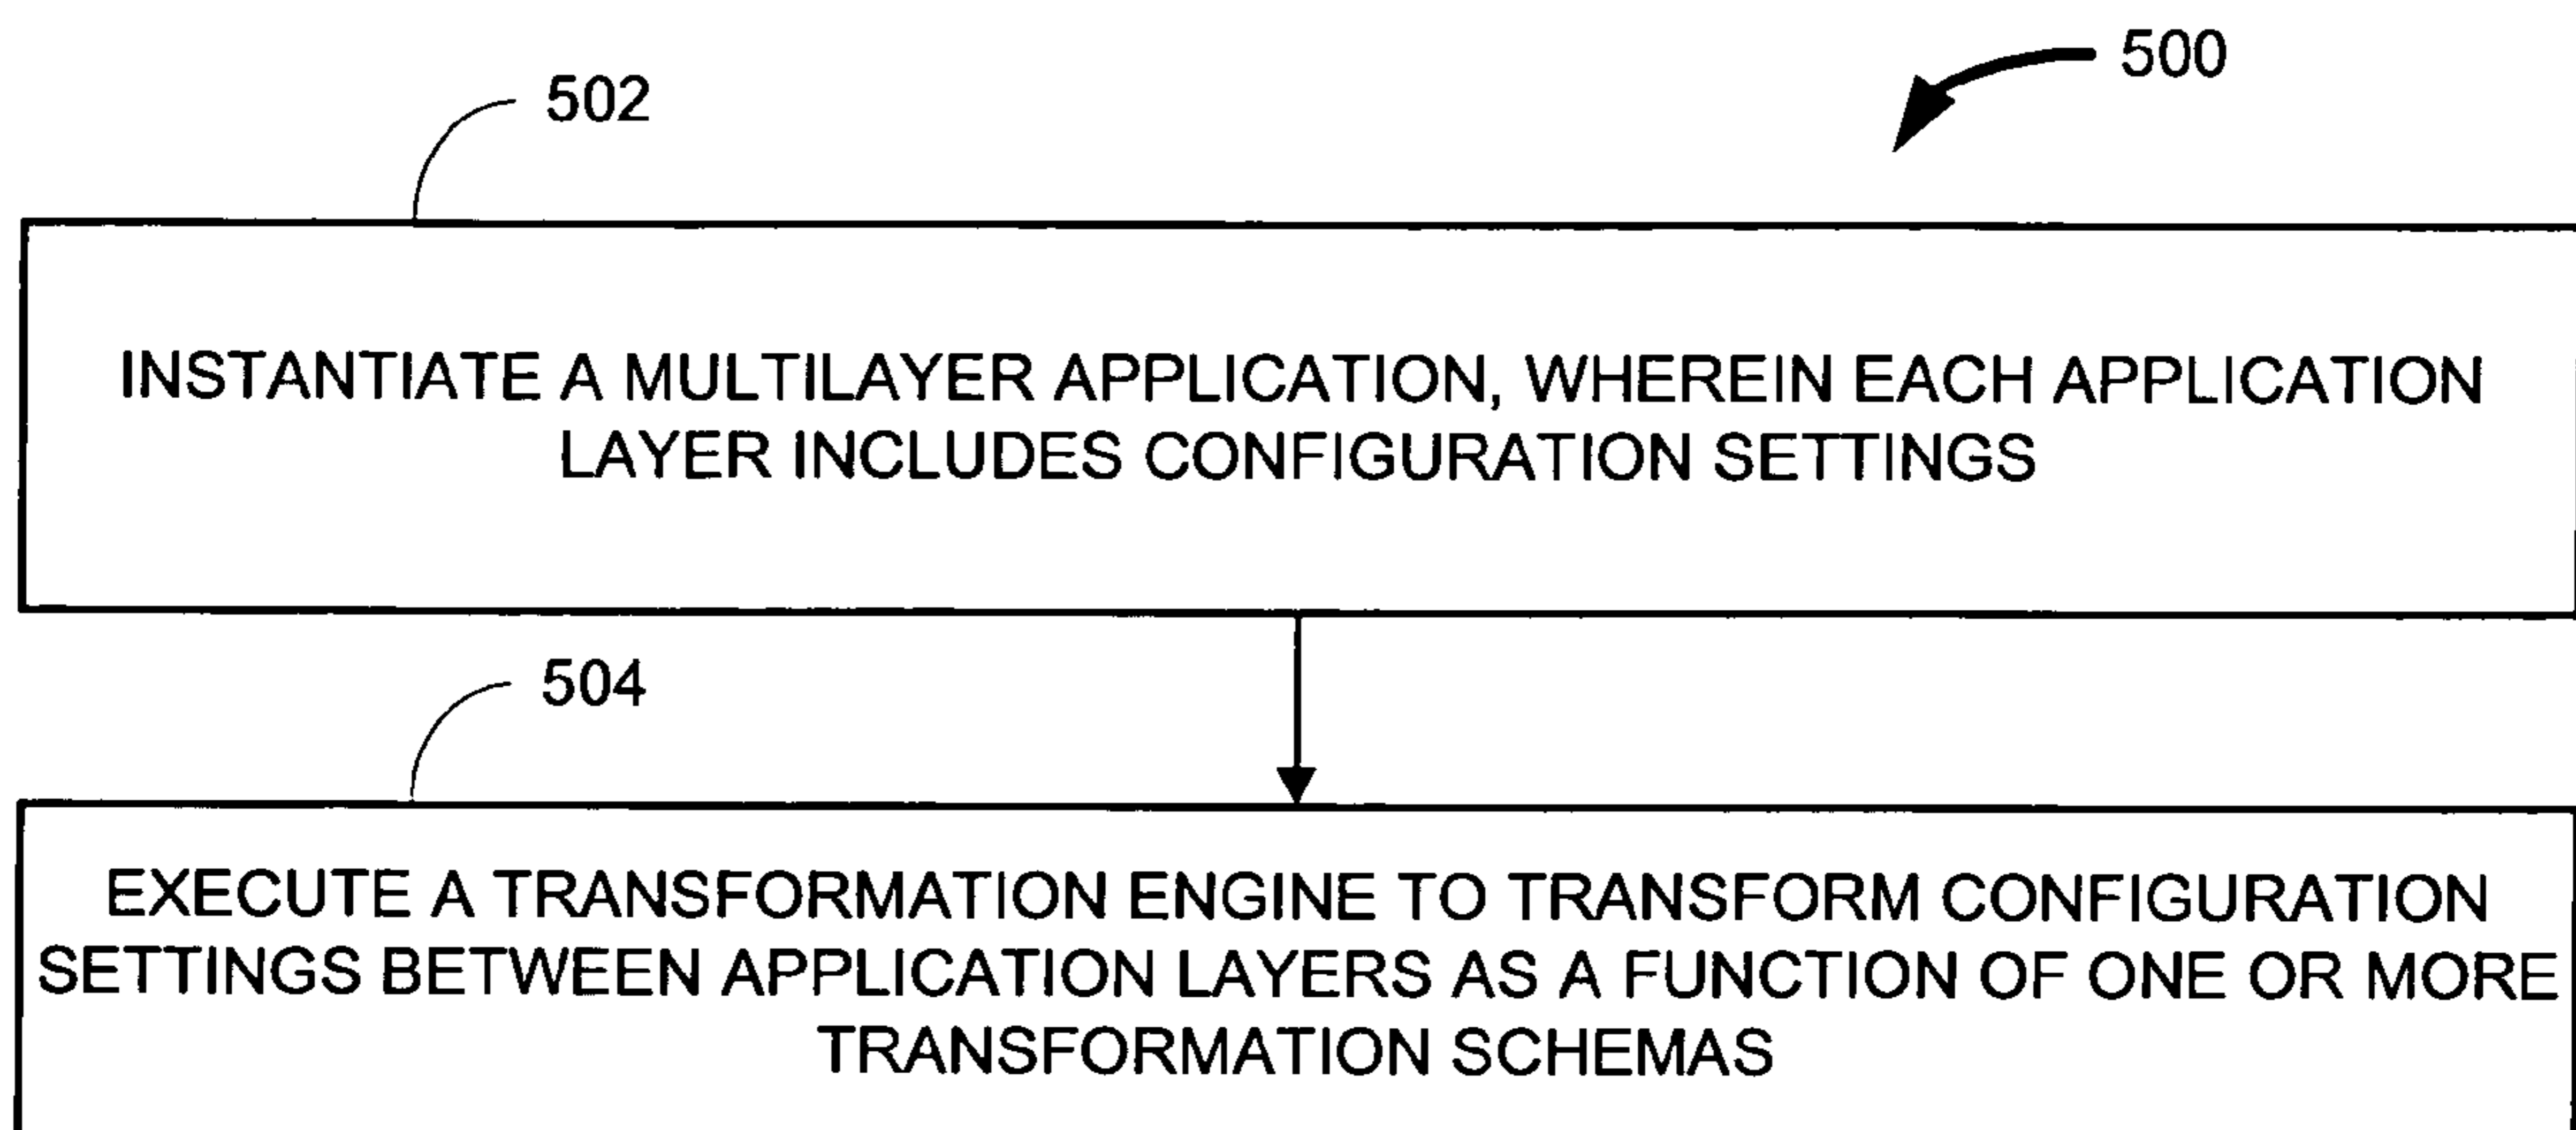 500
502
INSTANTIATE A MULTILAYER APPLICATION, WHEREIN EACH APPLICATION
LAYER INCLUDES CONFIGURATION SETTINGS
504
EXECUTE A TRANSFORMATION ENGINE TO TRANSFORM CONFIGURATION
SETTINGS BETWEEN APPLICATION LAYERS AS A FUNCTION OF ONE OR MORE
TRANSFORMATION SCHEMAS